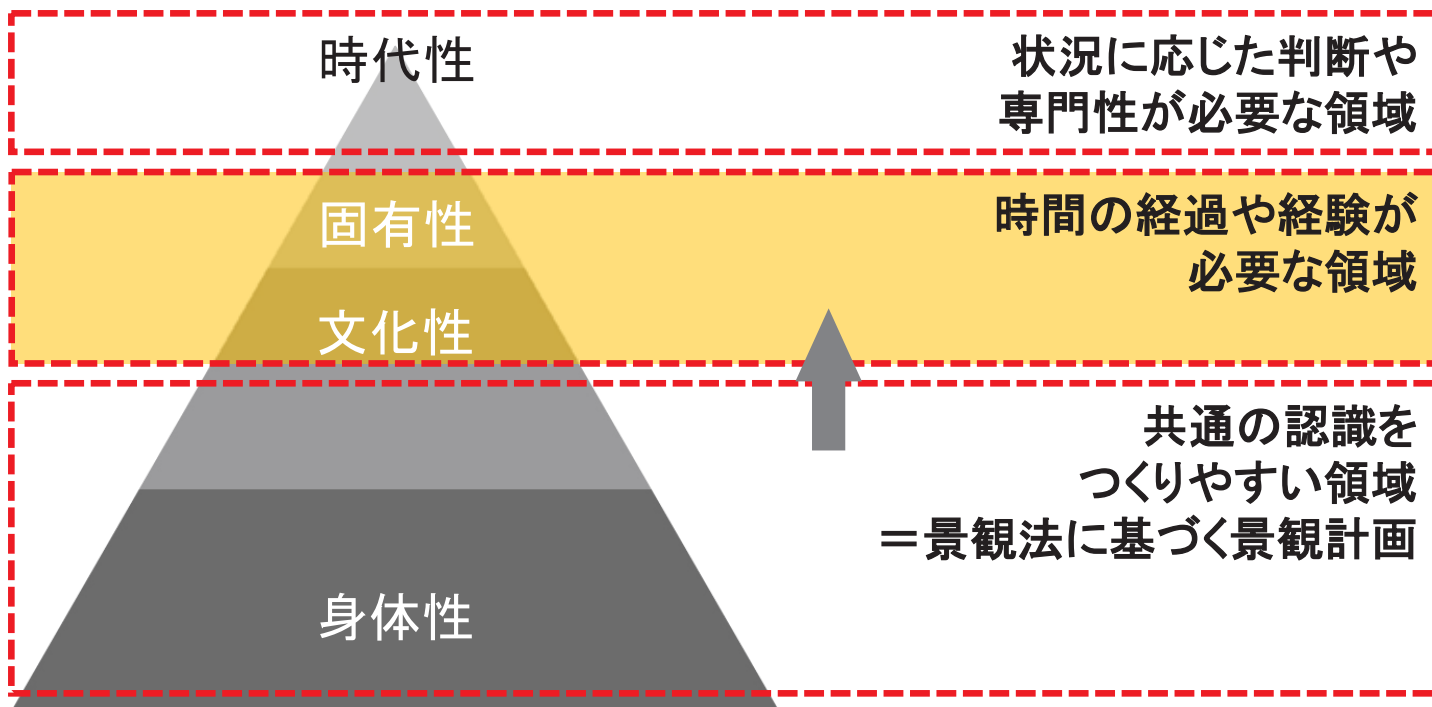 時代性
状況に応じた判断や
専門性が必要な領域
固有性
時間の経過や経験が
必要な領域
文化性
共通の認識を
つくりやすい領域
＝景観法に基づく景観計画
身体性